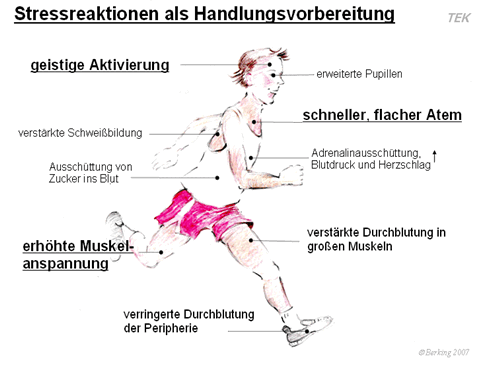 Stressreaktionen als Handlungsvorbereitung
TEK
geistige Aktivierung
erweiterte Pupillen
schneller, flacher Atem
verstärkte Schweißbildung
Adrenalinausschüttung,
Blutdruck und Herzschlag ↑
Ausschüttung von
Zucker ins Blut
verstärkte Durchblutung in
großen Muskeln
erhöhte Muskel-
anspannung
verringerte Durchblutung
der Peripherie
©Berking 2007